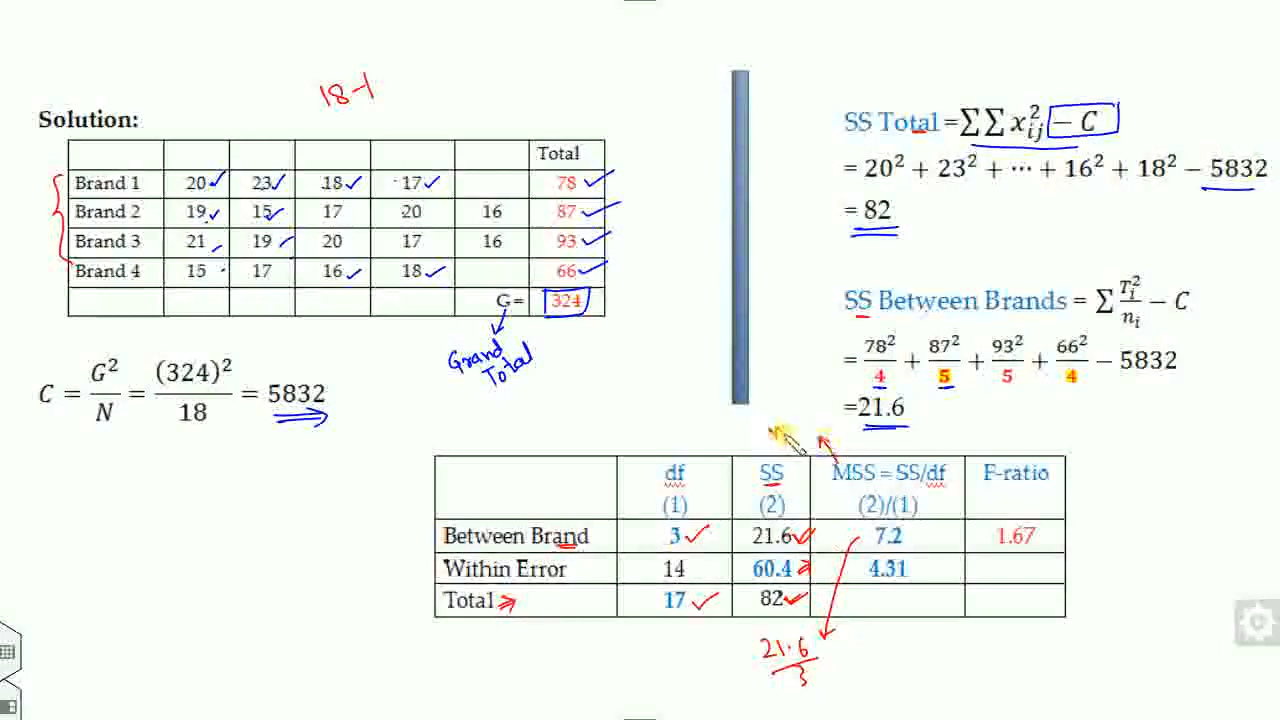 18-1
Solution:
Total
Brand 1 20 23 18 17 78
Brand 2 19 15 17 20 16 87
Brand 3 21 19 20 17 16 93
Brand 4 15 17 16 18 66
G= 324
Grand
Total
C = G²/N = (324)²/18 = 5832
SS Total =∑∑ x²ᵢⱼ − C
= 20² + 23² + ⋯ + 16² + 18² − 5832
= 82
SS Between Brands = ∑ Tᵢ²/nᵢ − C
= 78²/4 + 87²/5 + 93²/5 + 66²/4 − 5832
=21.6
df SS MSS = SS/df F-ratio
(1) (2) (2)/(1)
Between Brand 3 21.6 7.2 1.67
Within Error 14 60.4 4.31
Total 17 82
21.6
3